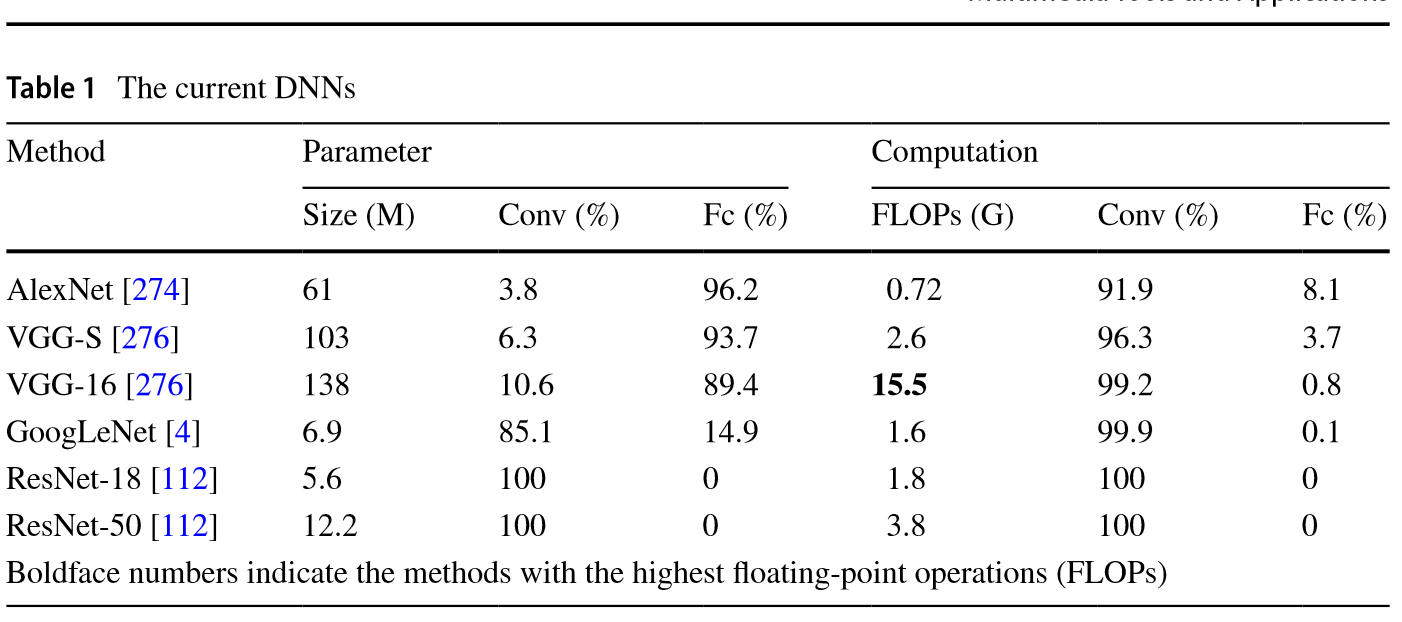 Multimedia Tools and Applications
Table 1 The current DNNs
Method Parameter Computation
Size (M) Conv (%) Fc (%) FLOPs (G) Conv (%) Fc (%)
AlexNet [274] 61 3.8 96.2 0.72 91.9 8.1
VGG-S [276] 103 6.3 93.7 2.6 96.3 3.7
VGG-16 [276] 138 10.6 89.4 15.5 99.2 0.8
GoogLeNet [4] 6.9 85.1 14.9 1.6 99.9 0.1
ResNet-18 [112] 5.6 100 0 1.8 100 0
ResNet-50 [112] 12.2 100 0 3.8 100 0
Boldface numbers indicate the methods with the highest floating-point operations (FLOPs)